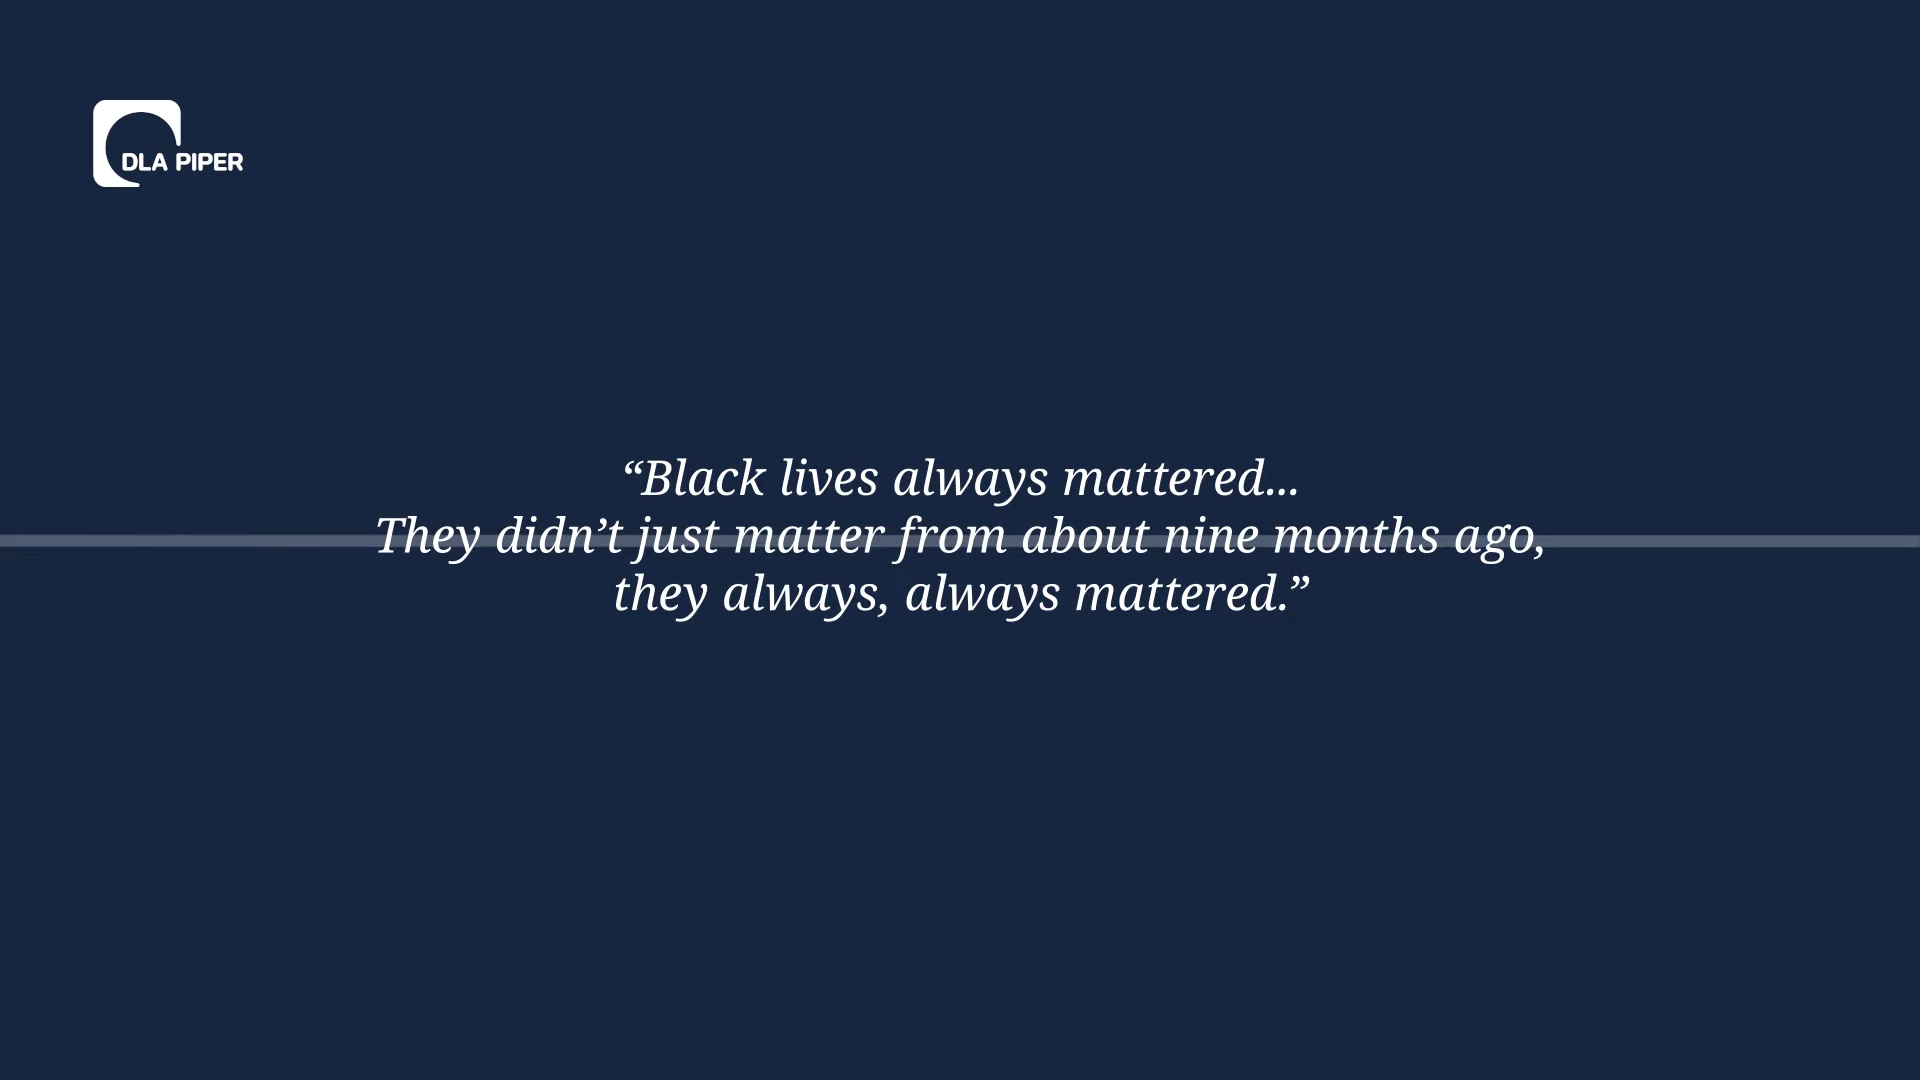 DLA PIPER
“Black lives always mattered...
They didn’t just matter from about nine months ago,
they always, always mattered.”